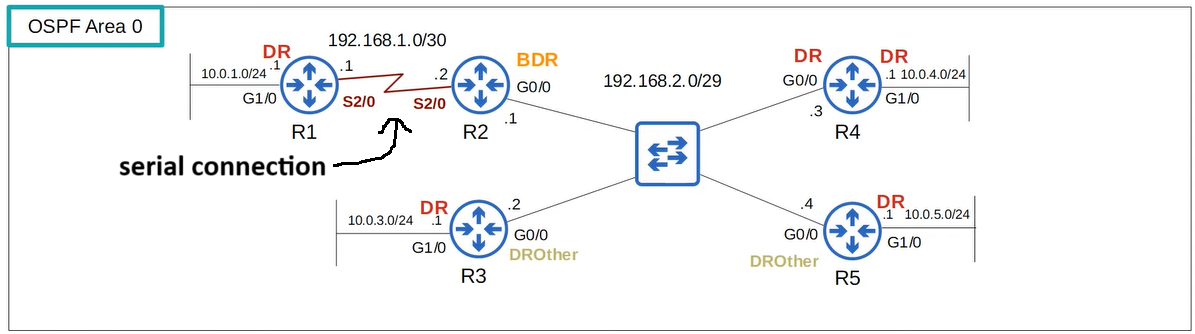 OSPF Area 0
192.168.1.0/30
DR
10.0.1.0/24
.1
G1/0
.1
S2/0
R1
.2
S2/0
R2
BDR
G0/0
.1
serial connection
192.168.2.0/29
DR
G0/0
.3
DR
.1 10.0.4.0/24
G1/0
R4
10.0.3.0/24
DR
.1
G1/0
.2
G0/0
DROther
R3
.4
G0/0
DROther
DR
.1 10.0.5.0/24
G1/0
R5